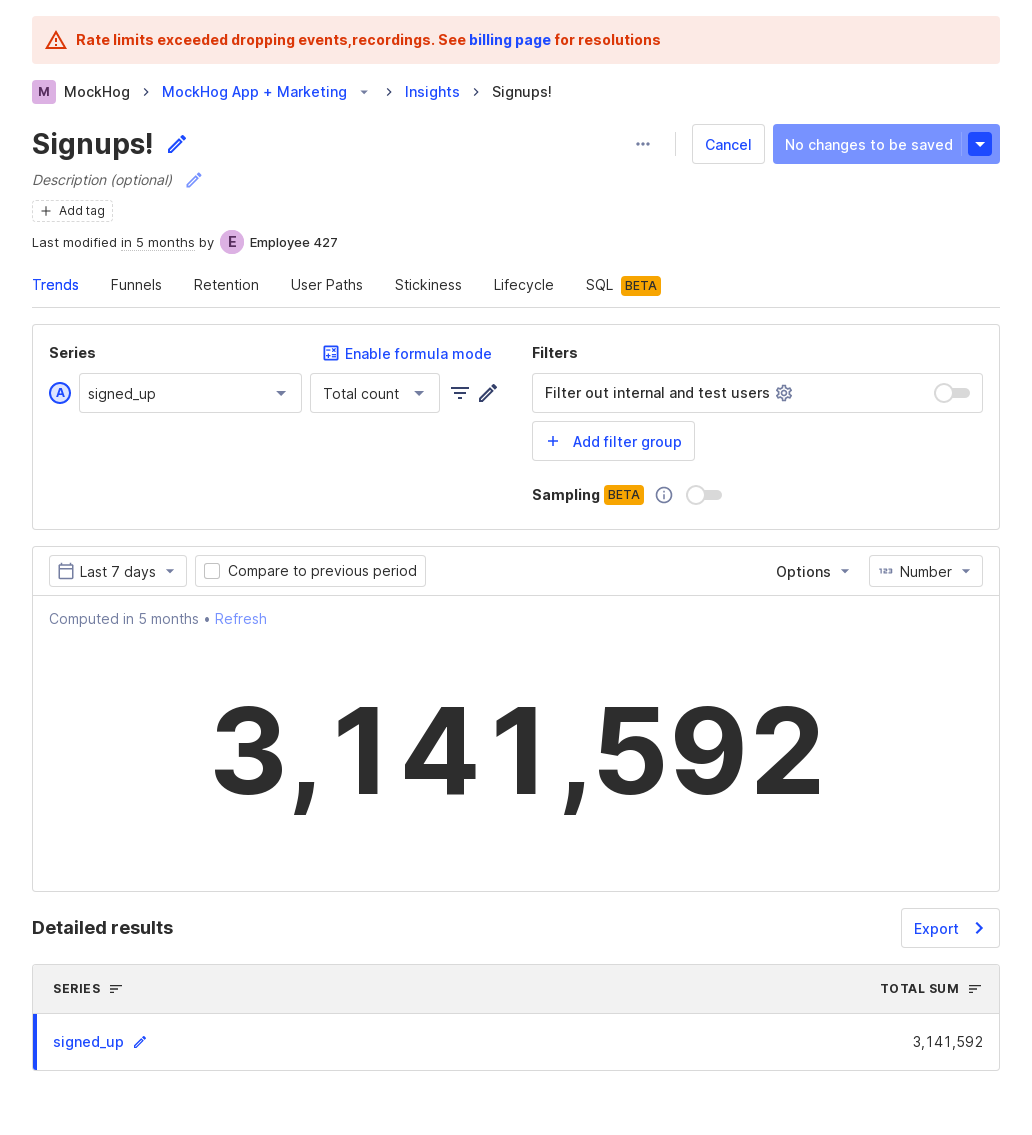 Rate limits exceeded dropping events,recordings. See billing page for resolutions
M MockHog MockHog App + Marketing Insights Signups!
Signups!
Cancel No changes to be saved
Description (optional)
Add tag
Last modified in 5 months by E Employee 427
Trends Funnels Retention User Paths Stickiness Lifecycle SQL BETA
Series Enable formula mode Filters
A signed_up Total count Filter out internal and test users
Add filter group
Sampling BETA
Last 7 days Compare to previous period Options 123 Number
Computed in 5 months • Refresh
3,141,592
Detailed results Export
SERIES TOTAL SUM
signed_up 3,141,592